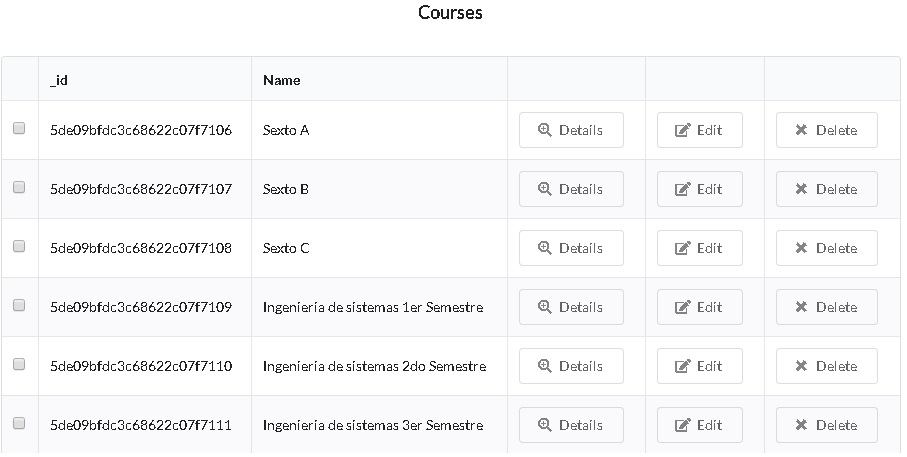 Courses
_id Name
5de09bfdc3c68622c07f7106 Sexto A Details Edit Delete
5de09bfdc3c68622c07f7107 Sexto B Details Edit Delete
5de09bfdc3c68622c07f7108 Sexto C Details Edit Delete
5de09bfdc3c68622c07f7109 Ingeniería de sistemas 1er Semestre Details Edit Delete
5de09bfdc3c68622c07f7110 Ingeniería de sistemas 2do Semestre Details Edit Delete
5de09bfdc3c68622c07f7111 Ingeniería de sistemas 3er Semestre Details Edit Delete